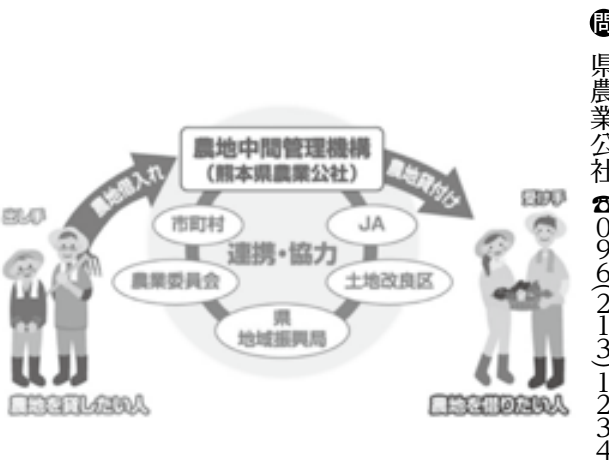 問 県農業公社 ☎096(213)1234
農地中間管理機構
(熊本県農業公社)
農地借入れ
農地貸付け
出し手
受け手
市町村
JA
連携・協力
農業委員会
土地改良区
県
地域振興局
農地を貸したい人
農地を借りたい人